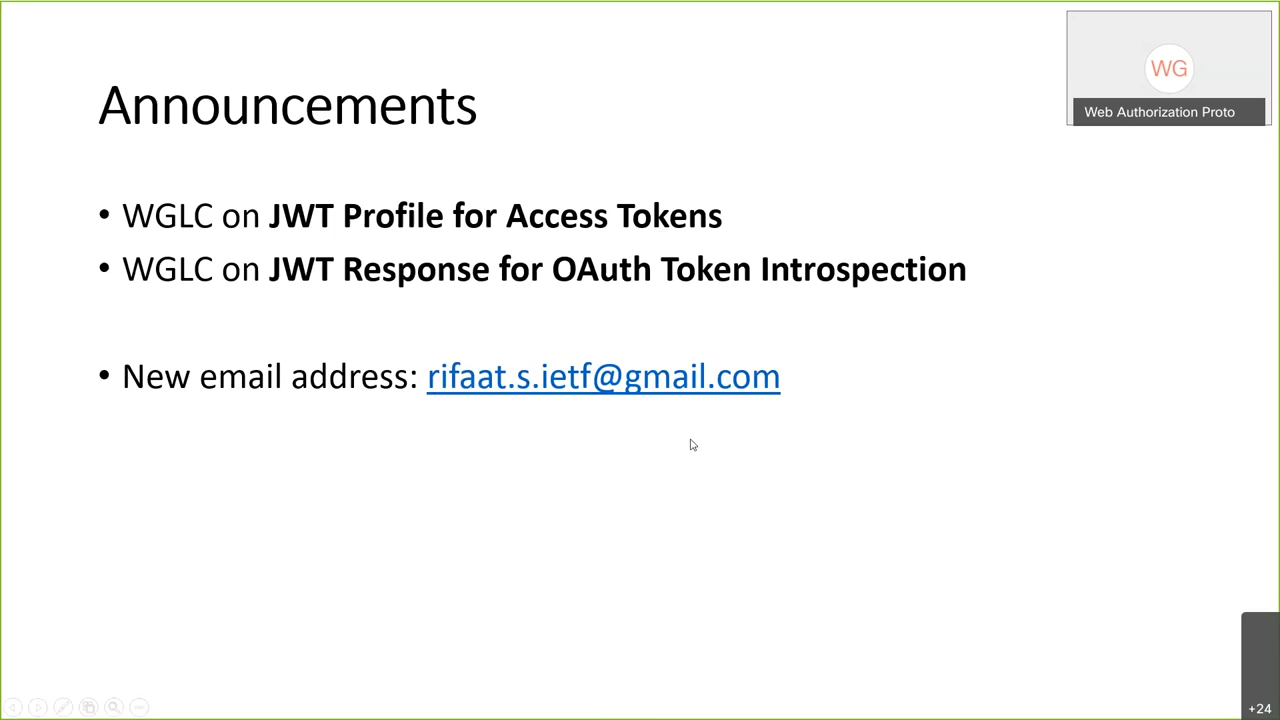 WG
Web Authorization Proto
Announcements
• WGLC on JWT Profile for Access Tokens
• WGLC on JWT Response for OAuth Token Introspection
• New email address: rifaat.s.ietf@gmail.com
+24